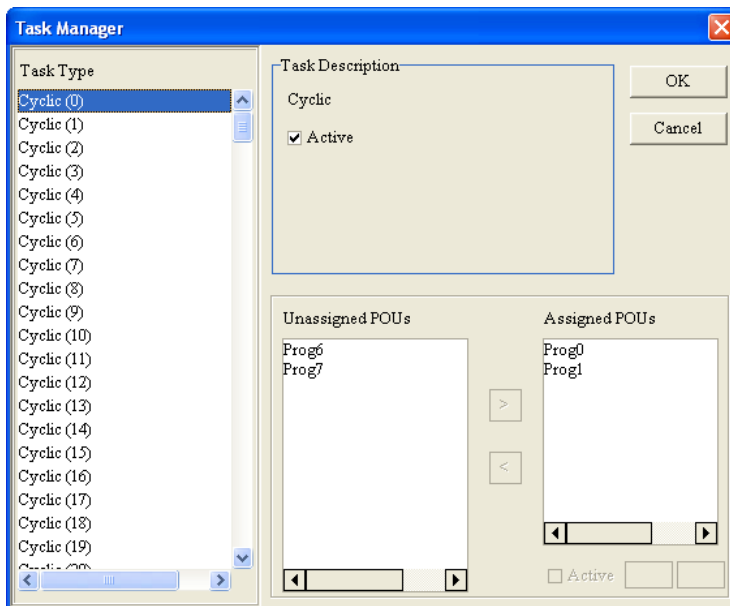 Task Manager
Task Type
Cyclic (0)
Cyclic (1)
Cyclic (2)
Cyclic (3)
Cyclic (4)
Cyclic (5)
Cyclic (6)
Cyclic (7)
Cyclic (8)
Cyclic (9)
Cyclic (10)
Cyclic (11)
Cyclic (12)
Cyclic (13)
Cyclic (14)
Cyclic (15)
Cyclic (16)
Cyclic (17)
Cyclic (18)
Cyclic (19)
Task Description
Cyclic
Active
OK
Cancel
Unassigned POUs
Prog6
Prog7
>
<
Assigned POUs
Prog0
Prog1
Active